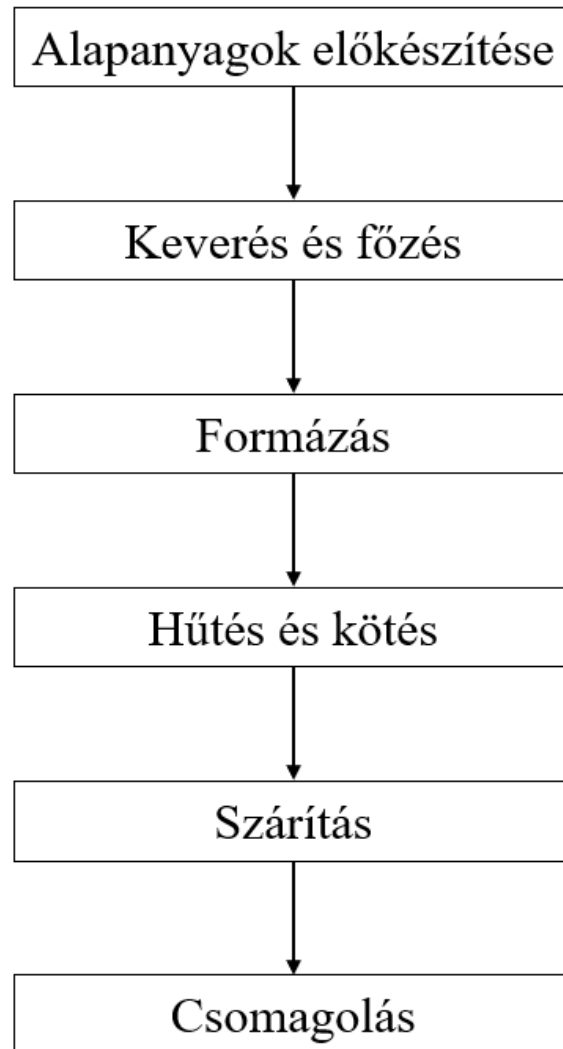 Alapanyagok előkészítése
Keverés és főzés
Formázás
Hűtés és kötés
Szárítás
Csomagolás